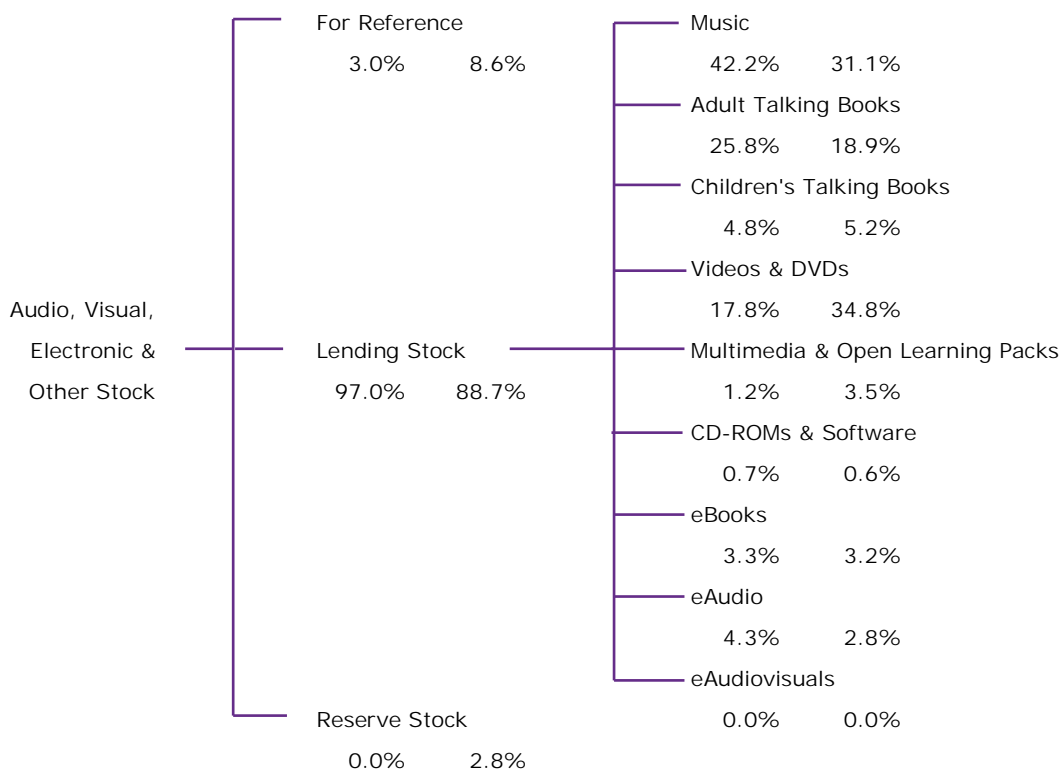 For Reference
3.0% 8.6%
Music
42.2% 31.1%
Adult Talking Books
25.8% 18.9%
Children's Talking Books
4.8% 5.2%
Videos & DVDs
17.8% 34.8%
Audio, Visual,
Electronic &
Other Stock
Lending Stock
97.0% 88.7%
Multimedia & Open Learning Packs
1.2% 3.5%
CD-ROMs & Software
0.7% 0.6%
eBooks
3.3% 3.2%
eAudio
4.3% 2.8%
eAudiovisuals
0.0% 0.0%
Reserve Stock
0.0% 2.8%